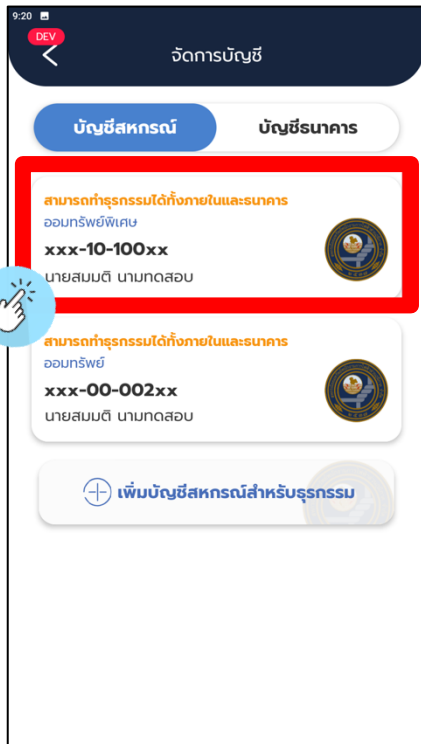 9:20
DEV
จัดการบัญชี
บัญชีสหกรณ์ บัญชีธนาคาร
สามารถทำธุรกรรมได้ทั้งภายในและธนาคาร
ออมทรัพย์พิเศษ
xxx-10-100xx
นายสมมติ นามทดสอบ
สามารถทำธุรกรรมได้ทั้งภายในและธนาคาร
ออมทรัพย์
xxx-00-002xx
นายสมมติ นามทดสอบ
เพิ่มบัญชีสหกรณ์สำหรับธุรกรรม